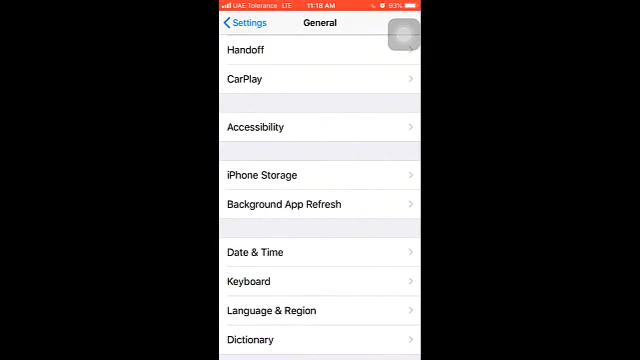 UAE Tolerance LTE 11:18 AM 93%
Settings General
Handoff
CarPlay
Accessibility
iPhone Storage
Background App Refresh
Date & Time
Keyboard
Language & Region
Dictionary